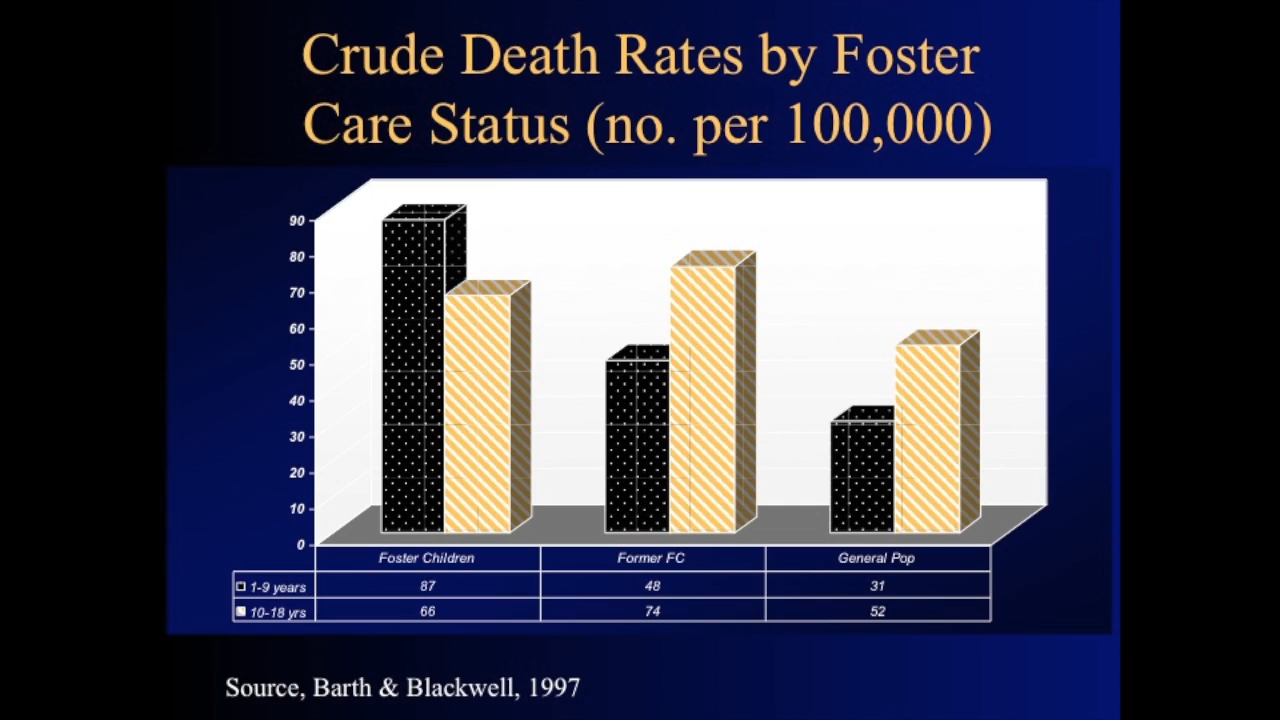 Crude Death Rates by Foster
Care Status (no. per 100,000)
90
80
70
60
50
40
30
20
10
0
Foster Children Former FC General Pop
1-9 years 87 48 31
10-18 yrs 66 74 52
Source, Barth & Blackwell, 1997